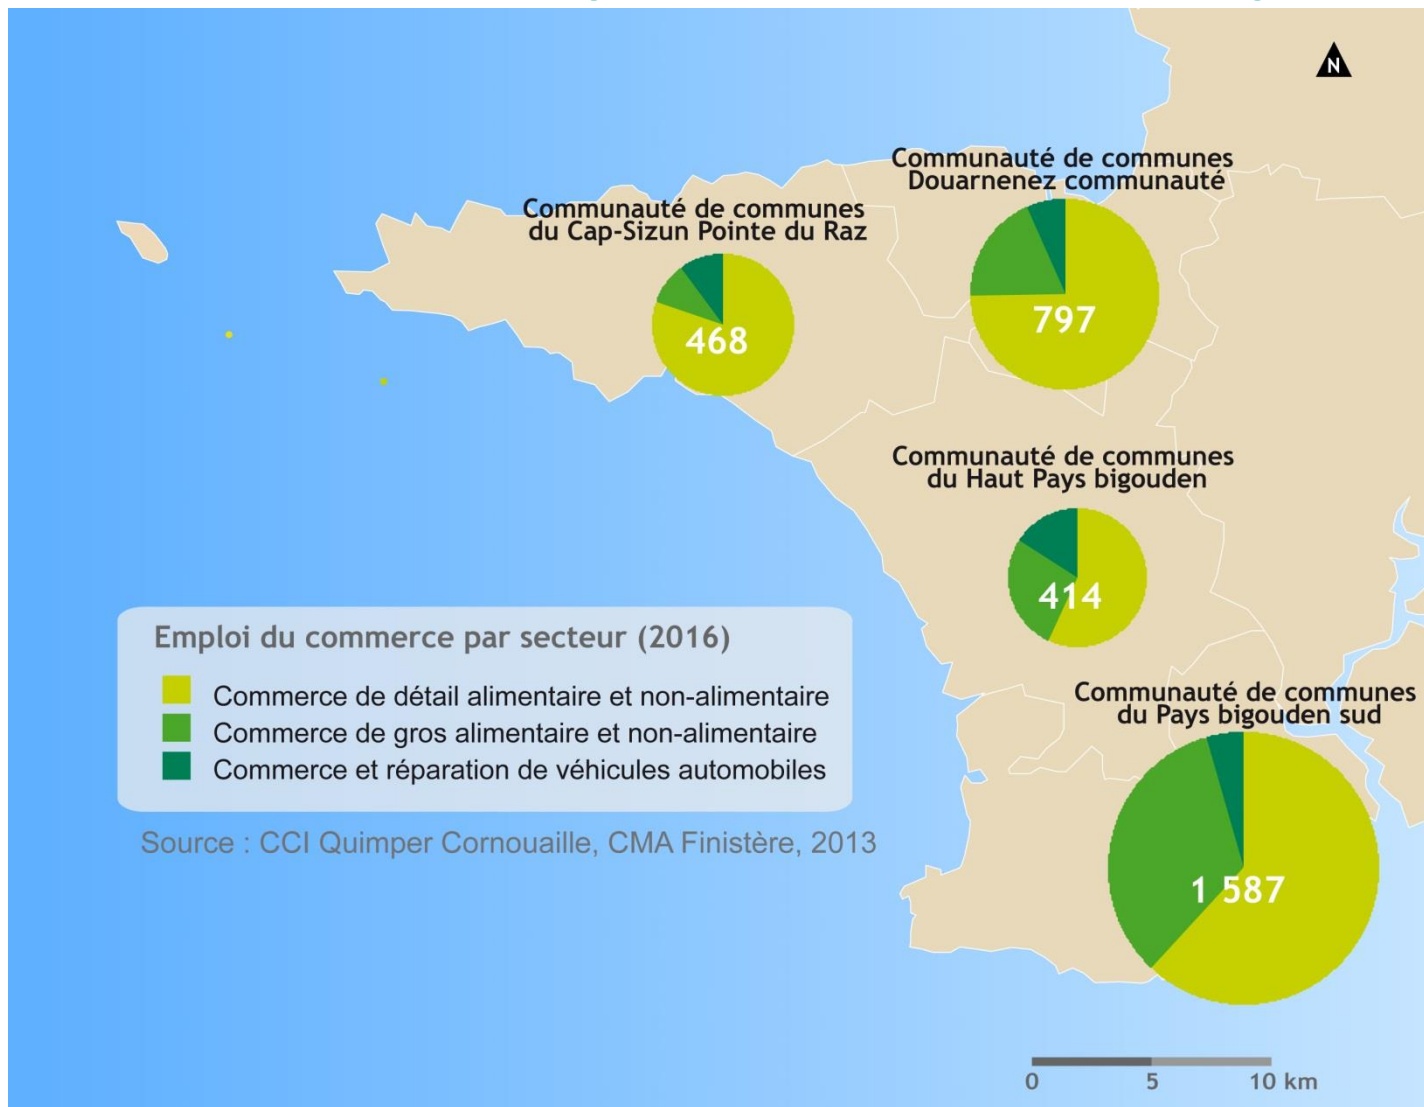 N
Communauté de communes
Douarnenez communauté
797
Communauté de communes
du Cap-Sizun Pointe du Raz
468
Communauté de communes
du Haut Pays bigouden
414
Communauté de communes
du Pays bigouden sud
1 587
Emploi du commerce par secteur (2016)
Commerce de détail alimentaire et non-alimentaire
Commerce de gros alimentaire et non-alimentaire
Commerce et réparation de véhicules automobiles
Source : CCI Quimper Cornouaille, CMA Finistère, 2013
0 5 10 km